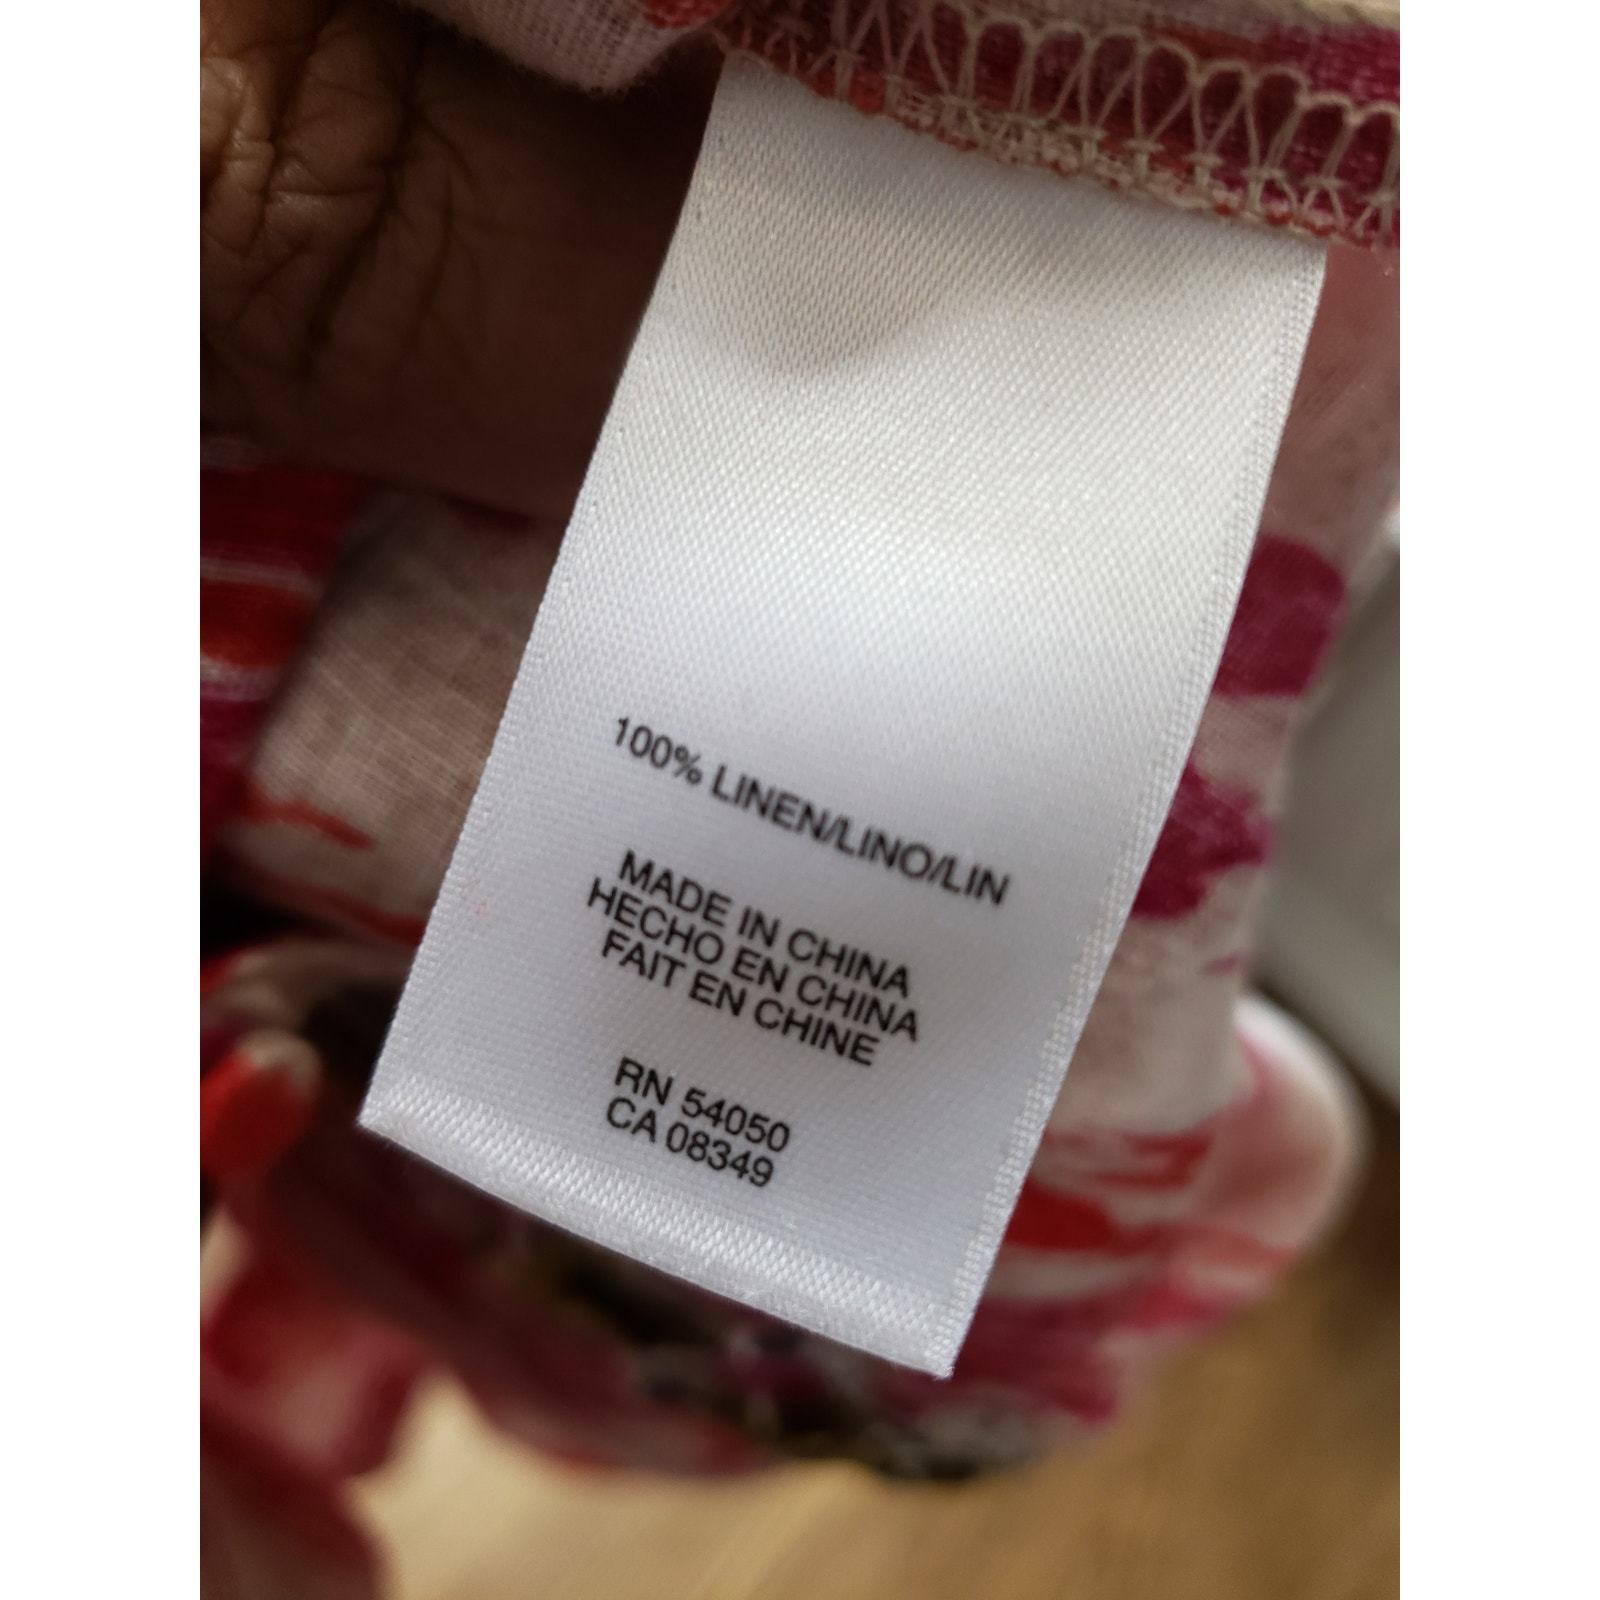 100% LINEN/LINO/LIN
MADE IN CHINA
HECHO EN CHINA
FAIT EN CHINE
RN 54050
CA 08349